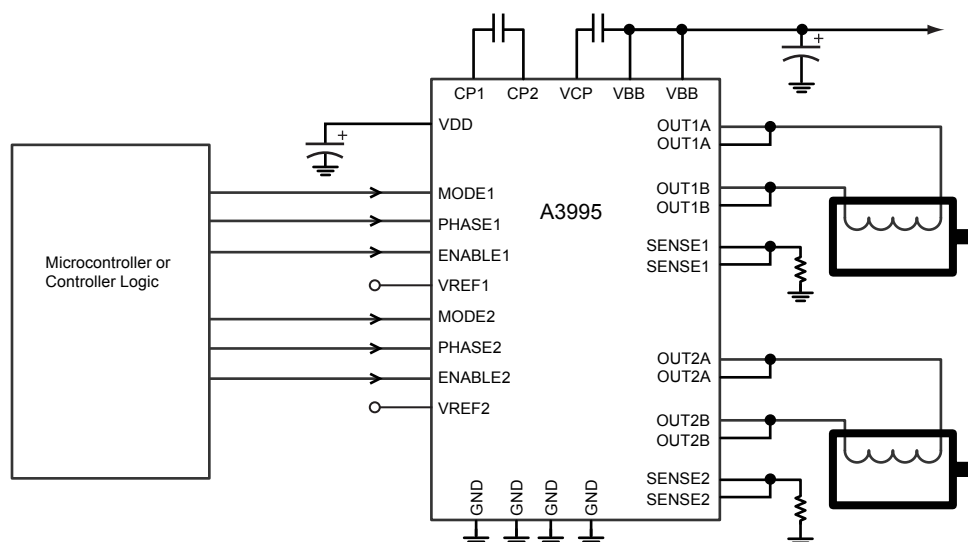 CP1 CP2 VCP VBB VBB
VDD
Microcontroller or
Controller Logic
MODE1
PHASE1
ENABLE1
VREF1
MODE2
PHASE2
ENABLE2
VREF2
A3995
OUT1A
OUT1A
OUT1B
OUT1B
SENSE1
SENSE1
OUT2A
OUT2A
OUT2B
OUT2B
SENSE2
SENSE2
GND
GND
GND
GND
+
+